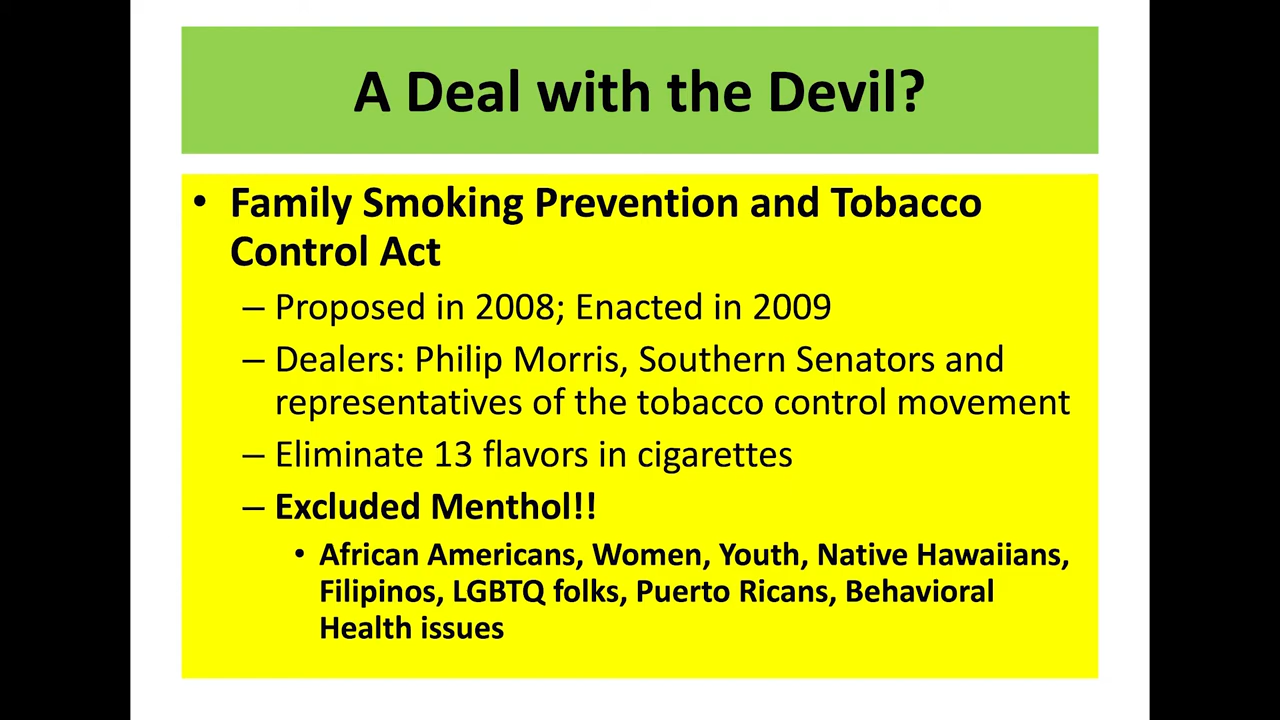 A Deal with the Devil?
• Family Smoking Prevention and Tobacco
Control Act
– Proposed in 2008; Enacted in 2009
– Dealers: Philip Morris, Southern Senators and
representatives of the tobacco control movement
– Eliminate 13 flavors in cigarettes
– Excluded Menthol!!
• African Americans, Women, Youth, Native Hawaiians,
Filipinos, LGBTQ folks, Puerto Ricans, Behavioral
Health issues